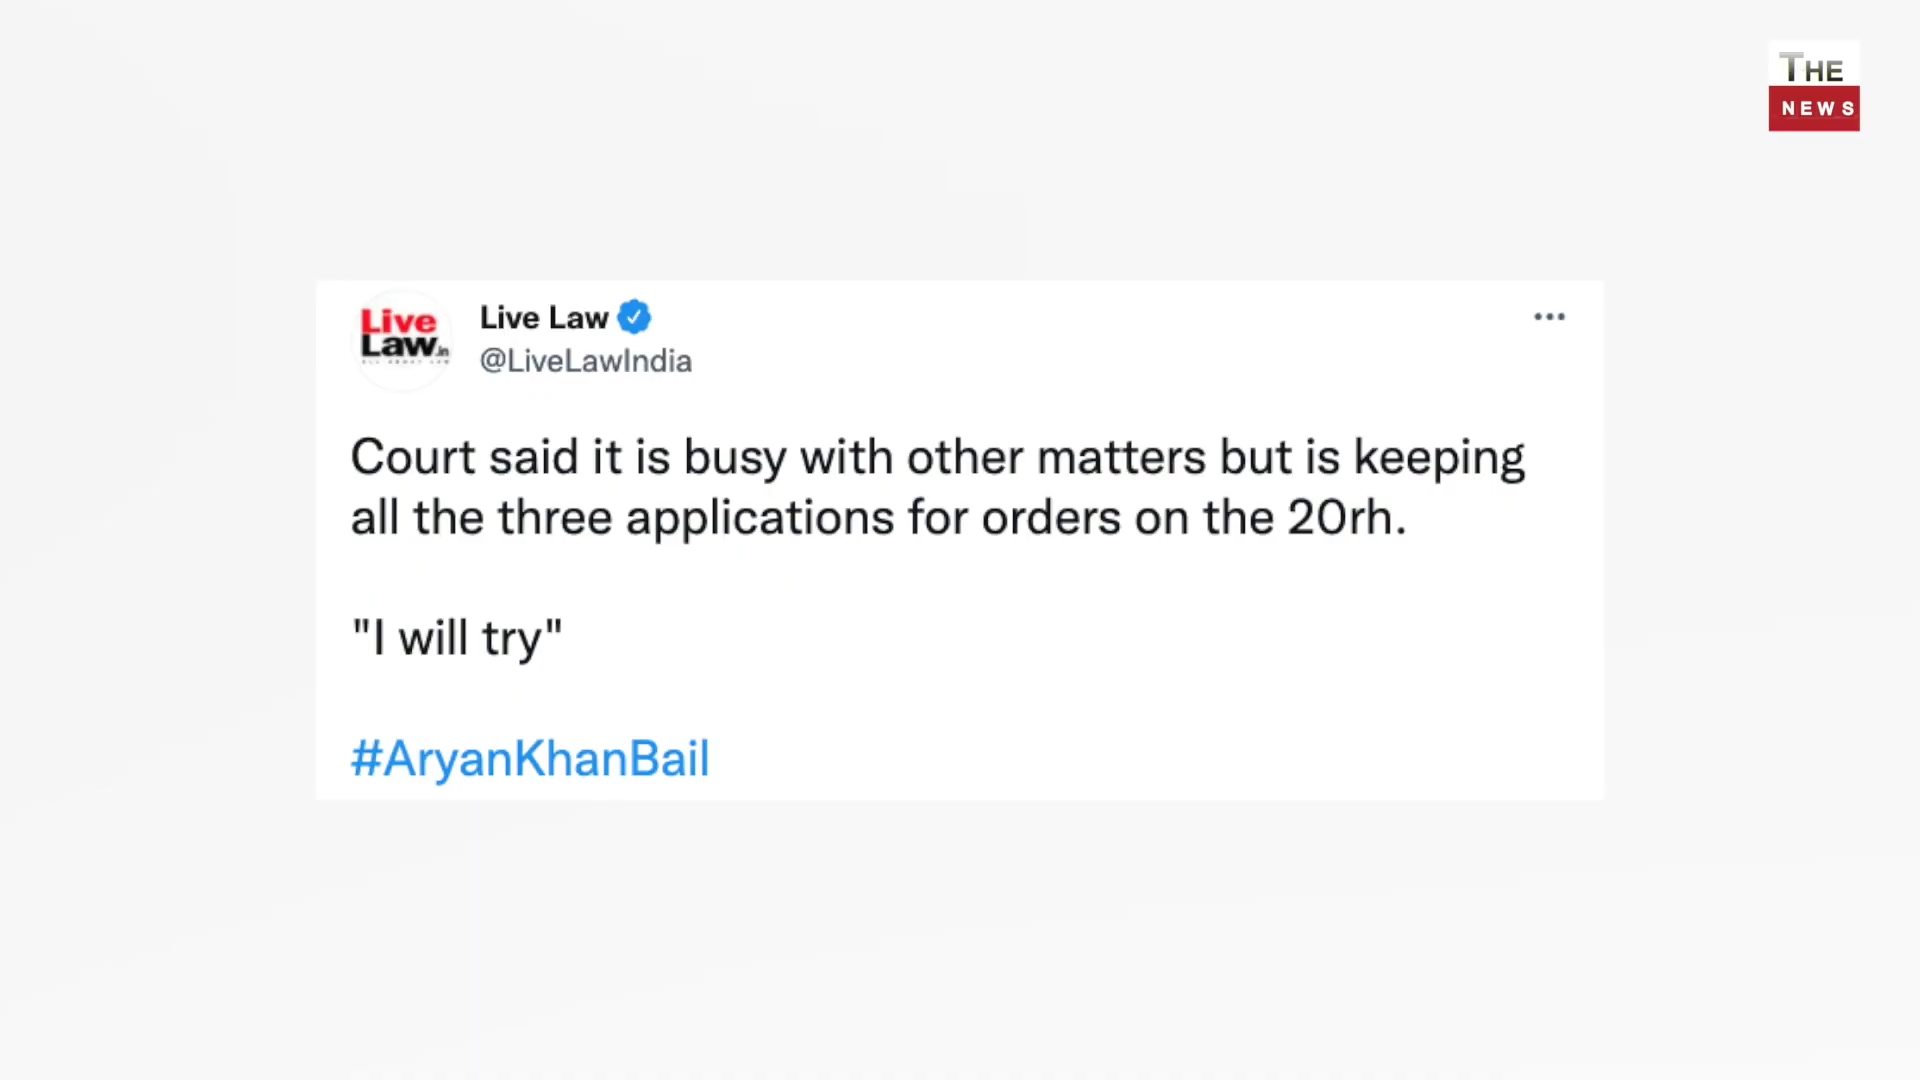 THE
NEWS
Live Law
@LiveLawIndia
Live
Law.in
Court said it is busy with other matters but is keeping
all the three applications for orders on the 20rh.
"I will try"
#AryanKhanBail